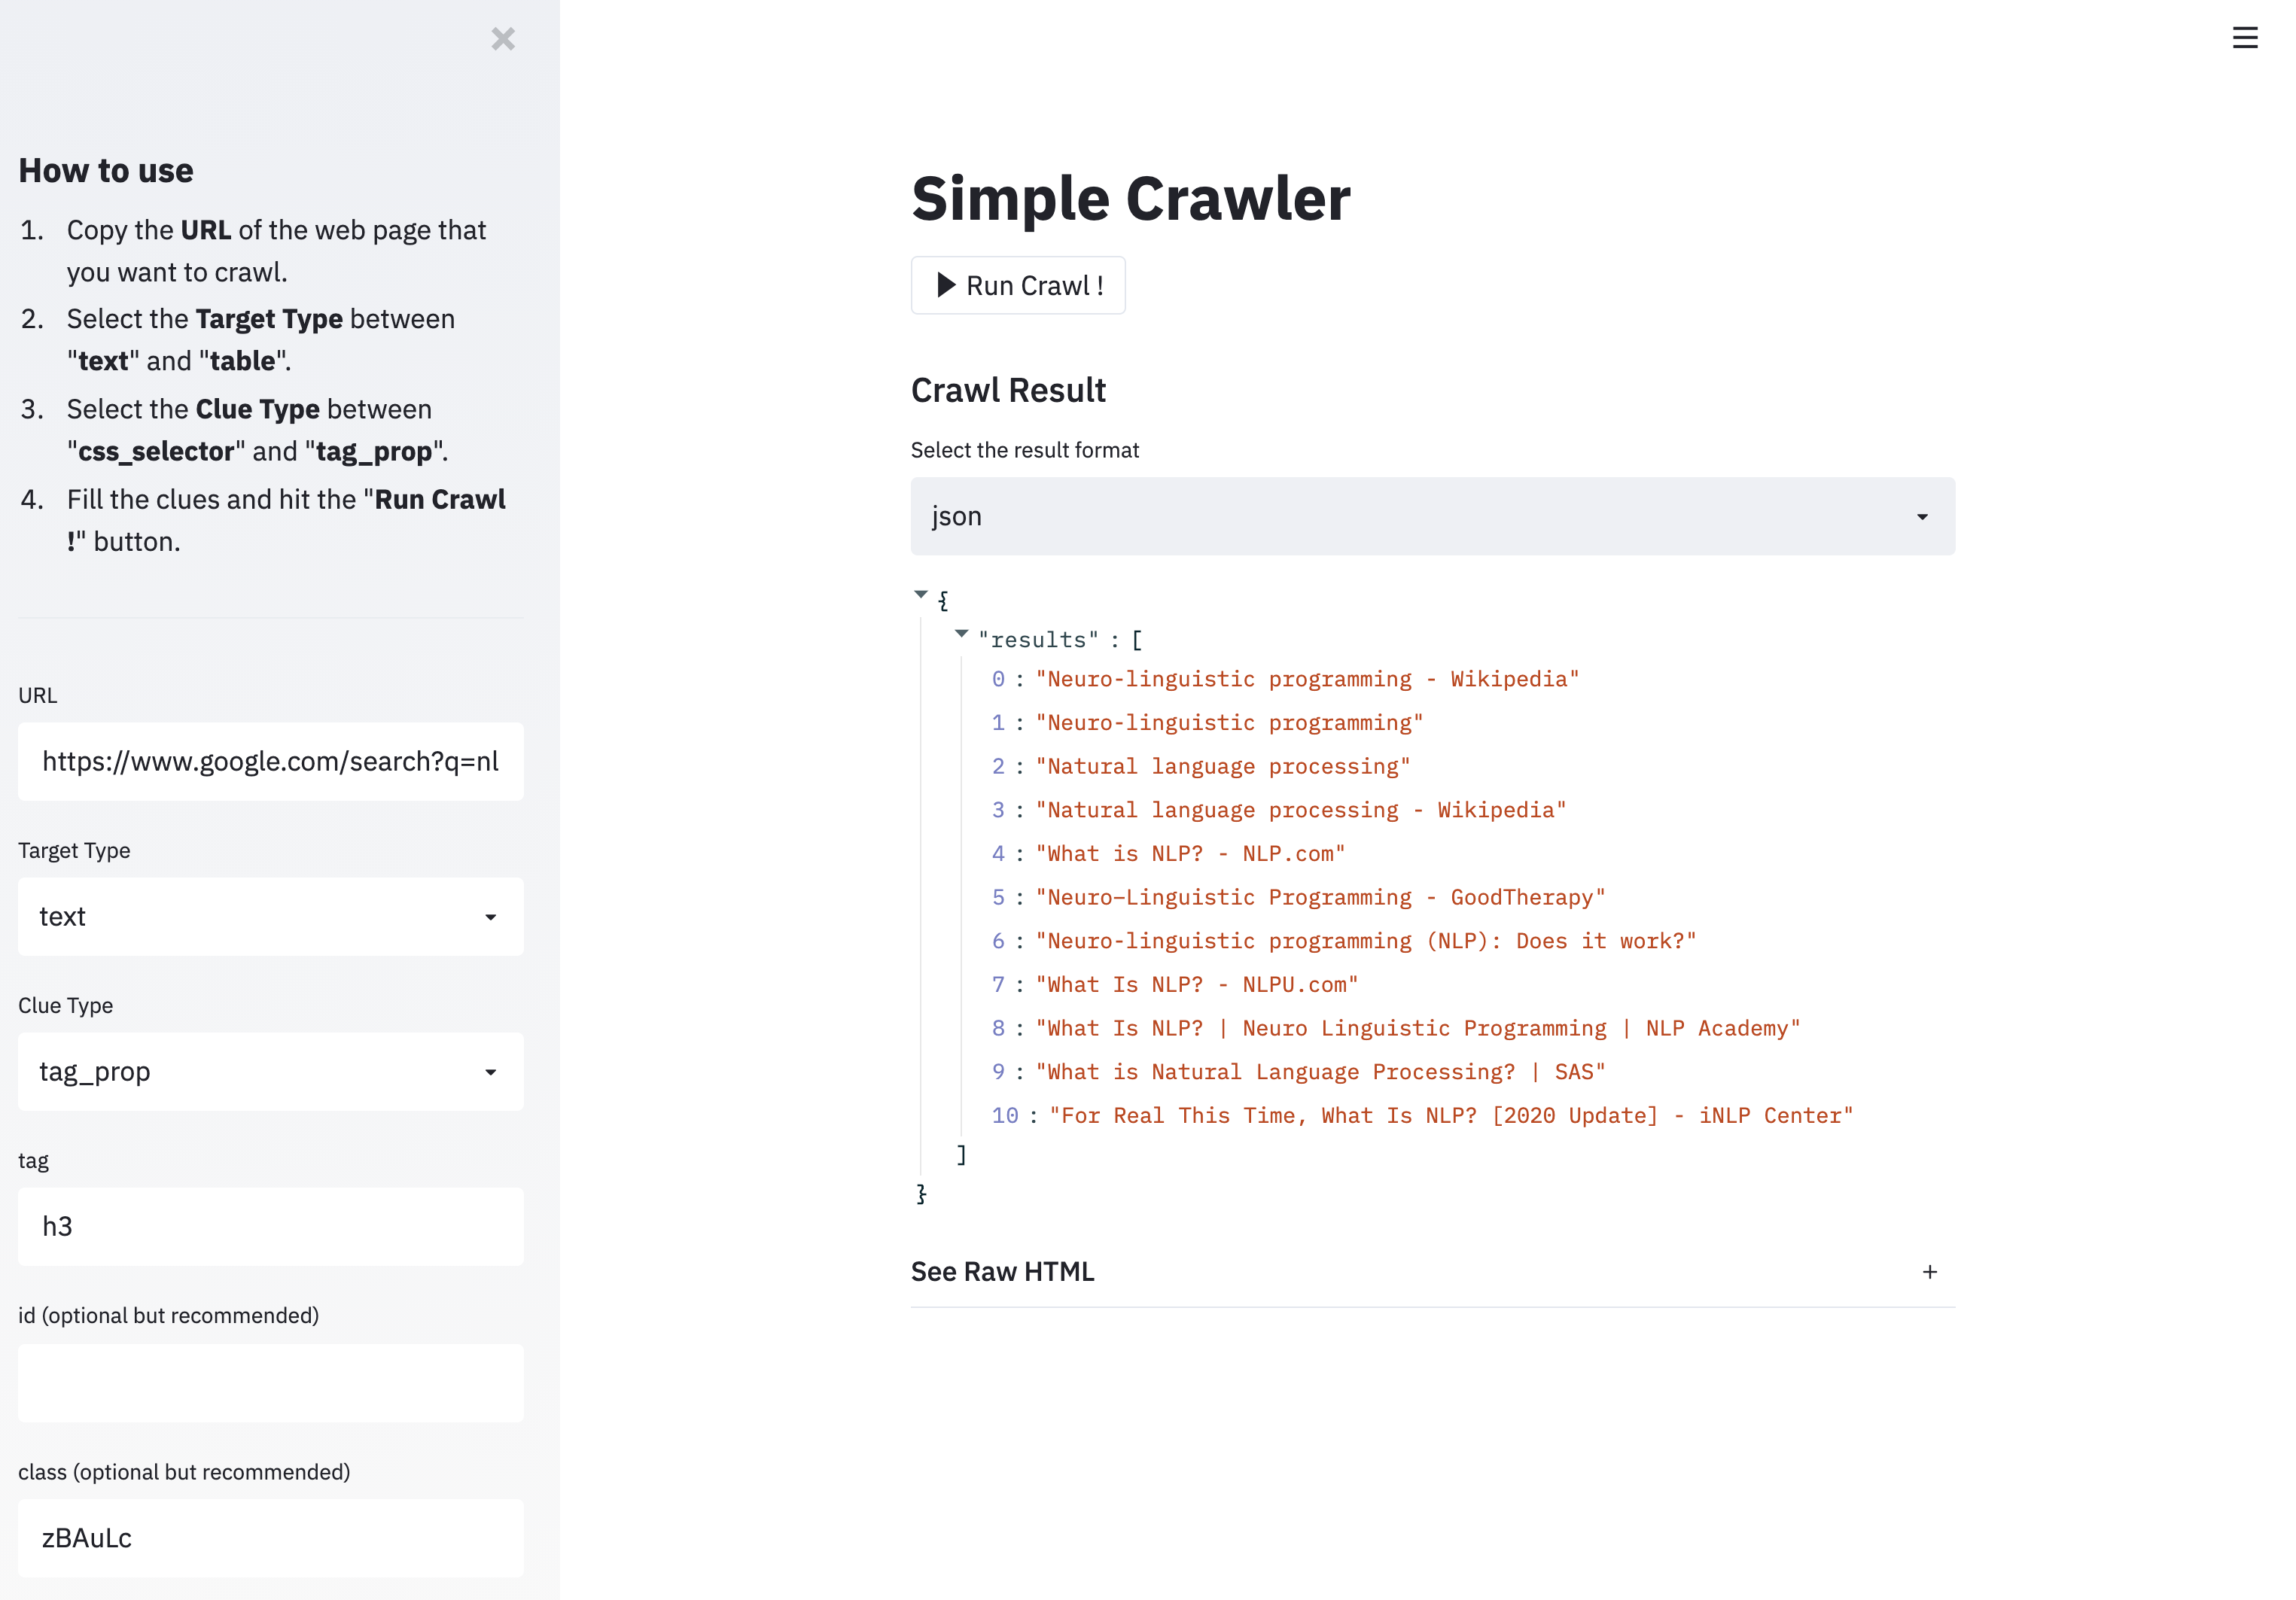 How to use
1. Copy the URL of the web page that
you want to crawl.
2. Select the Target Type between
"text" and "table".
3. Select the Clue Type between
"css_selector" and "tag_prop".
4. Fill the clues and hit the "Run Crawl
!" button.
URL
https://www.google.com/search?q=nl
Target Type
text
Clue Type
tag_prop
tag
h3
id (optional but recommended)
class (optional but recommended)
zBAuLc
Simple Crawler
Run Crawl !
Crawl Result
Select the result format
json
{
"results" : [
0 : "Neuro-linguistic programming - Wikipedia"
1 : "Neuro-linguistic programming"
2 : "Natural language processing"
3 : "Natural language processing - Wikipedia"
4 : "What is NLP? - NLP.com"
5 : "Neuro–Linguistic Programming - GoodTherapy"
6 : "Neuro-linguistic programming (NLP): Does it work?"
7 : "What Is NLP? - NLPU.com"
8 : "What Is NLP? | Neuro Linguistic Programming | NLP Academy"
9 : "What is Natural Language Processing? | SAS"
10 : "For Real This Time, What Is NLP? [2020 Update] - iNLP Center"
]
}
See Raw HTML